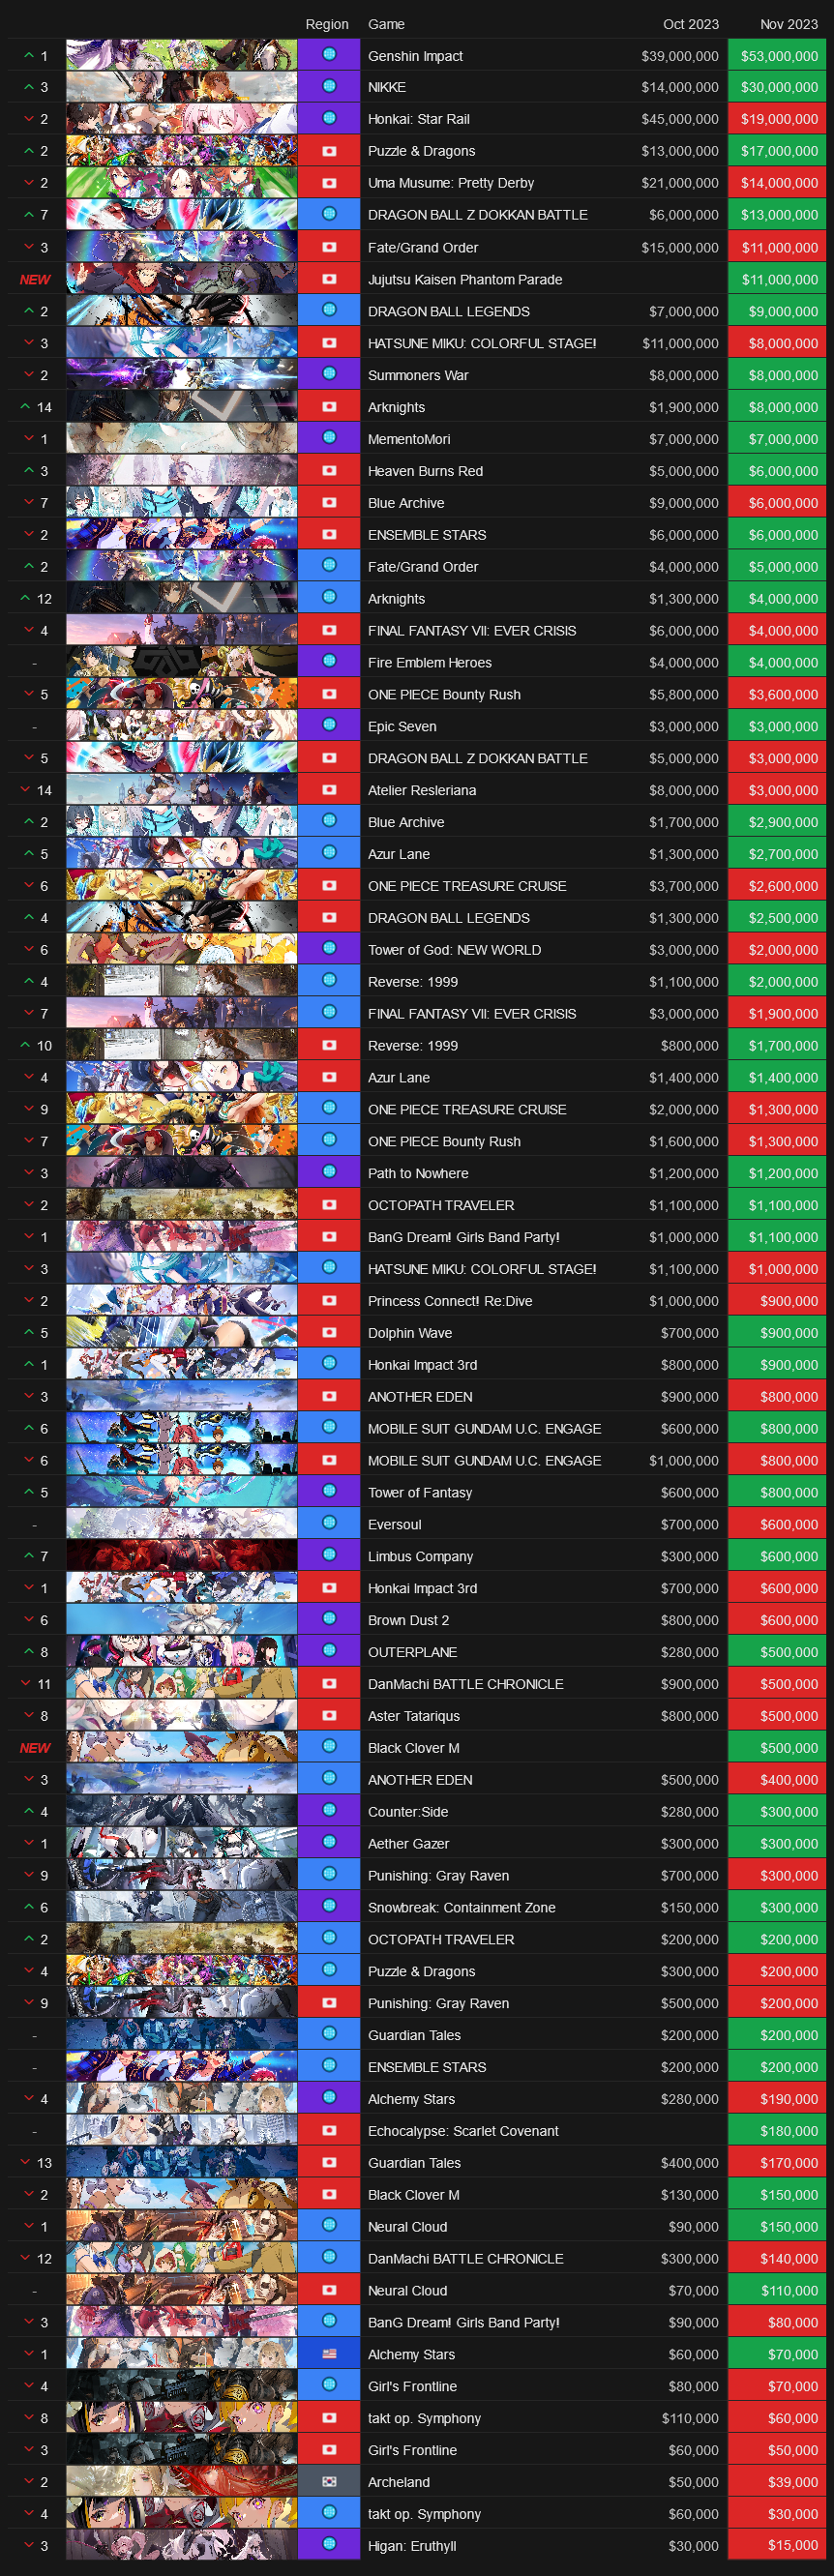 Region Game Oct 2023 Nov 2023
1 Genshin Impact $39,000,000 $53,000,000
3 NIKKE $14,000,000 $30,000,000
2 Honkai: Star Rail $45,000,000 $19,000,000
2 Puzzle & Dragons $13,000,000 $17,000,000
2 Uma Musume: Pretty Derby $21,000,000 $14,000,000
7 DRAGON BALL Z DOKKAN BATTLE $6,000,000 $13,000,000
3 Fate/Grand Order $15,000,000 $11,000,000
NEW Jujutsu Kaisen Phantom Parade $11,000,000
2 DRAGON BALL LEGENDS $7,000,000 $9,000,000
3 HATSUNE MIKU: COLORFUL STAGE! $11,000,000 $8,000,000
2 Summoners War $8,000,000 $8,000,000
14 Arknights $1,900,000 $8,000,000
1 MementoMori $7,000,000 $7,000,000
3 Heaven Burns Red $5,000,000 $6,000,000
7 Blue Archive $9,000,000 $6,000,000
2 ENSEMBLE STARS $6,000,000 $6,000,000
2 Fate/Grand Order $4,000,000 $5,000,000
12 Arknights $1,300,000 $4,000,000
4 FINAL FANTASY VII: EVER CRISIS $6,000,000 $4,000,000
- Fire Emblem Heroes $4,000,000 $4,000,000
5 ONE PIECE Bounty Rush $5,800,000 $3,600,000
- Epic Seven $3,000,000 $3,000,000
5 DRAGON BALL Z DOKKAN BATTLE $5,000,000 $3,000,000
14 Atelier Resleriana $8,000,000 $3,000,000
2 Blue Archive $1,700,000 $2,900,000
5 Azur Lane $1,300,000 $2,700,000
6 ONE PIECE TREASURE CRUISE $3,700,000 $2,600,000
4 DRAGON BALL LEGENDS $1,300,000 $2,500,000
6 Tower of God: NEW WORLD $3,000,000 $2,000,000
4 Reverse: 1999 $1,100,000 $2,000,000
7 FINAL FANTASY VII: EVER CRISIS $3,000,000 $1,900,000
10 Reverse: 1999 $800,000 $1,700,000
4 Azur Lane $1,400,000 $1,400,000
9 ONE PIECE TREASURE CRUISE $2,000,000 $1,300,000
7 ONE PIECE Bounty Rush $1,600,000 $1,300,000
3 Path to Nowhere $1,200,000 $1,200,000
2 OCTOPATH TRAVELER $1,100,000 $1,100,000
1 BanG Dream! Girls Band Party! $1,000,000 $1,100,000
3 HATSUNE MIKU: COLORFUL STAGE! $1,100,000 $1,000,000
2 Princess Connect! Re:Dive $1,000,000 $900,000
5 Dolphin Wave $700,000 $900,000
1 Honkai Impact 3rd $800,000 $900,000
3 ANOTHER EDEN $900,000 $800,000
6 MOBILE SUIT GUNDAM U.C. ENGAGE $600,000 $800,000
6 MOBILE SUIT GUNDAM U.C. ENGAGE $1,000,000 $800,000
5 Tower of Fantasy $600,000 $800,000
- Eversoul $700,000 $600,000
7 Limbus Company $300,000 $600,000
1 Honkai Impact 3rd $700,000 $600,000
6 Brown Dust 2 $800,000 $600,000
8 OUTERPLANE $280,000 $500,000
11 DanMachi BATTLE CHRONICLE $900,000 $500,000
8 Aster Tatariqus $800,000 $500,000
NEW Black Clover M $500,000
3 ANOTHER EDEN $500,000 $400,000
4 Counter:Side $280,000 $300,000
1 Aether Gazer $300,000 $300,000
9 Punishing: Gray Raven $700,000 $300,000
6 Snowbreak: Containment Zone $150,000 $300,000
2 OCTOPATH TRAVELER $200,000 $200,000
4 Puzzle & Dragons $300,000 $200,000
9 Punishing: Gray Raven $500,000 $200,000
- Guardian Tales $200,000 $200,000
- ENSEMBLE STARS $200,000 $200,000
4 Alchemy Stars $280,000 $190,000
- Echocalypse: Scarlet Covenant $180,000
13 Guardian Tales $400,000 $170,000
2 Black Clover M $130,000 $150,000
1 Neural Cloud $90,000 $150,000
12 DanMachi BATTLE CHRONICLE $300,000 $140,000
- Neural Cloud $70,000 $110,000
3 BanG Dream! Girls Band Party! $90,000 $80,000
1 Alchemy Stars $60,000 $70,000
4 Girl's Frontline $80,000 $70,000
8 takt op. Symphony $110,000 $60,000
3 Girl's Frontline $60,000 $50,000
2 Archeland $50,000 $39,000
4 takt op. Symphony $60,000 $30,000
3 Higan: Eruthyll $30,000 $15,000